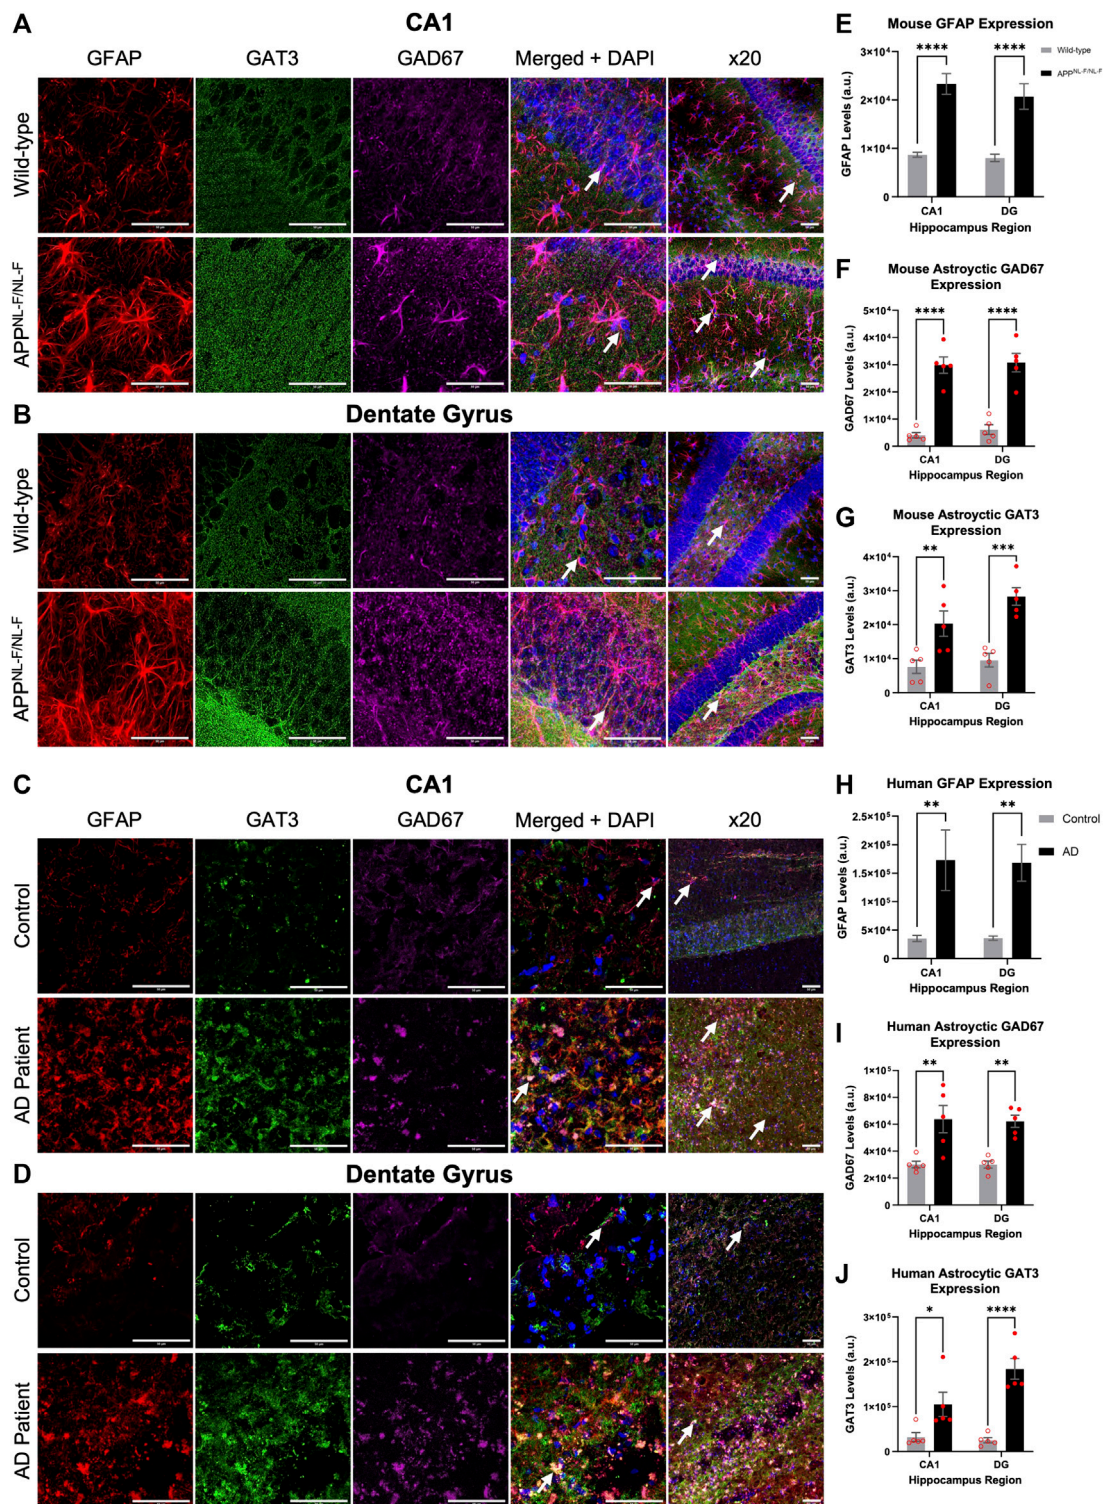 A
CA1
GFAP GAT3 GAD67 Merged + DAPI x20
Wild-type
APPNL-F/NL-F
B
Dentate Gyrus
Wild-type
APPNL-F/NL-F
C
CA1
GFAP GAT3 GAD67 Merged + DAPI x20
Control
AD Patient
D
Dentate Gyrus
Control
AD Patient
E
Mouse GFAP Expression
Wild-type
APPNL-F/NL-F
**** ****
GFAP Levels (a.u.)
3×10⁴
2×10⁴
1×10⁴
0
CA1 DG
Hippocampus Region
F
Mouse Astroyctic GAD67
Expression
**** ****
GAD67 Levels (a.u.)
5×10⁴
4×10⁴
3×10⁴
2×10⁴
1×10⁴
0
CA1 DG
Hippocampus Region
G
Mouse Astroyctic GAT3
Expression
** ***
GAT3 Levels (a.u.)
4×10⁴
3×10⁴
2×10⁴
1×10⁴
0
CA1 DG
Hippocampus Region
H
Human GFAP Expression
Control
AD
** **
GFAP Levels (a.u.)
2.5×10⁵
2×10⁵
1.5×10⁵
1×10⁵
5×10⁴
0
CA1 DG
Hippocampus Region
I
Human Astroyctic GAD67
Expression
** **
GAD67 Levels (a.u.)
1×10⁵
8×10⁴
6×10⁴
4×10⁴
2×10⁴
0
CA1 DG
Hippocampus Region
J
Human Astrocytic GAT3
Expression
* ****
GAT3 Levels (a.u.)
3×10⁵
2×10⁵
1×10⁵
0
CA1 DG
Hippocampus Region